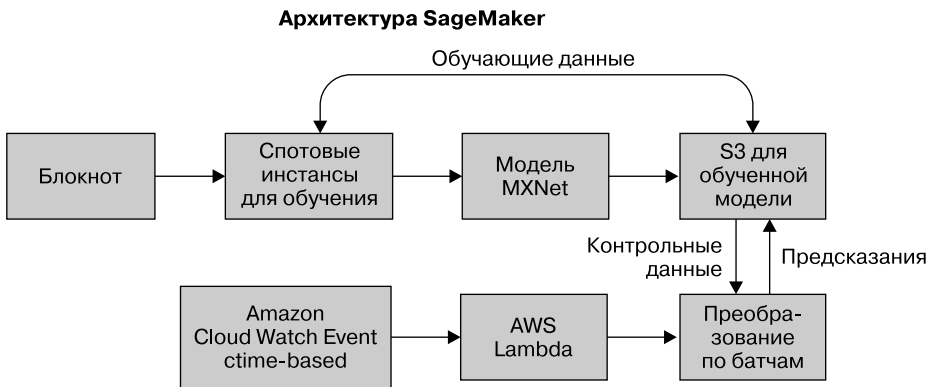 Архитектура SageMaker
Обучающие данные
Блокнот
Спотовые
инстансы
для обучения
Модель
MXNet
S3 для
обученной
модели
Контрольные
данные
Предсказания
Amazon
Cloud Watch Event
ctime-based
AWS
Lambda
Преобра-
зование
по батчам